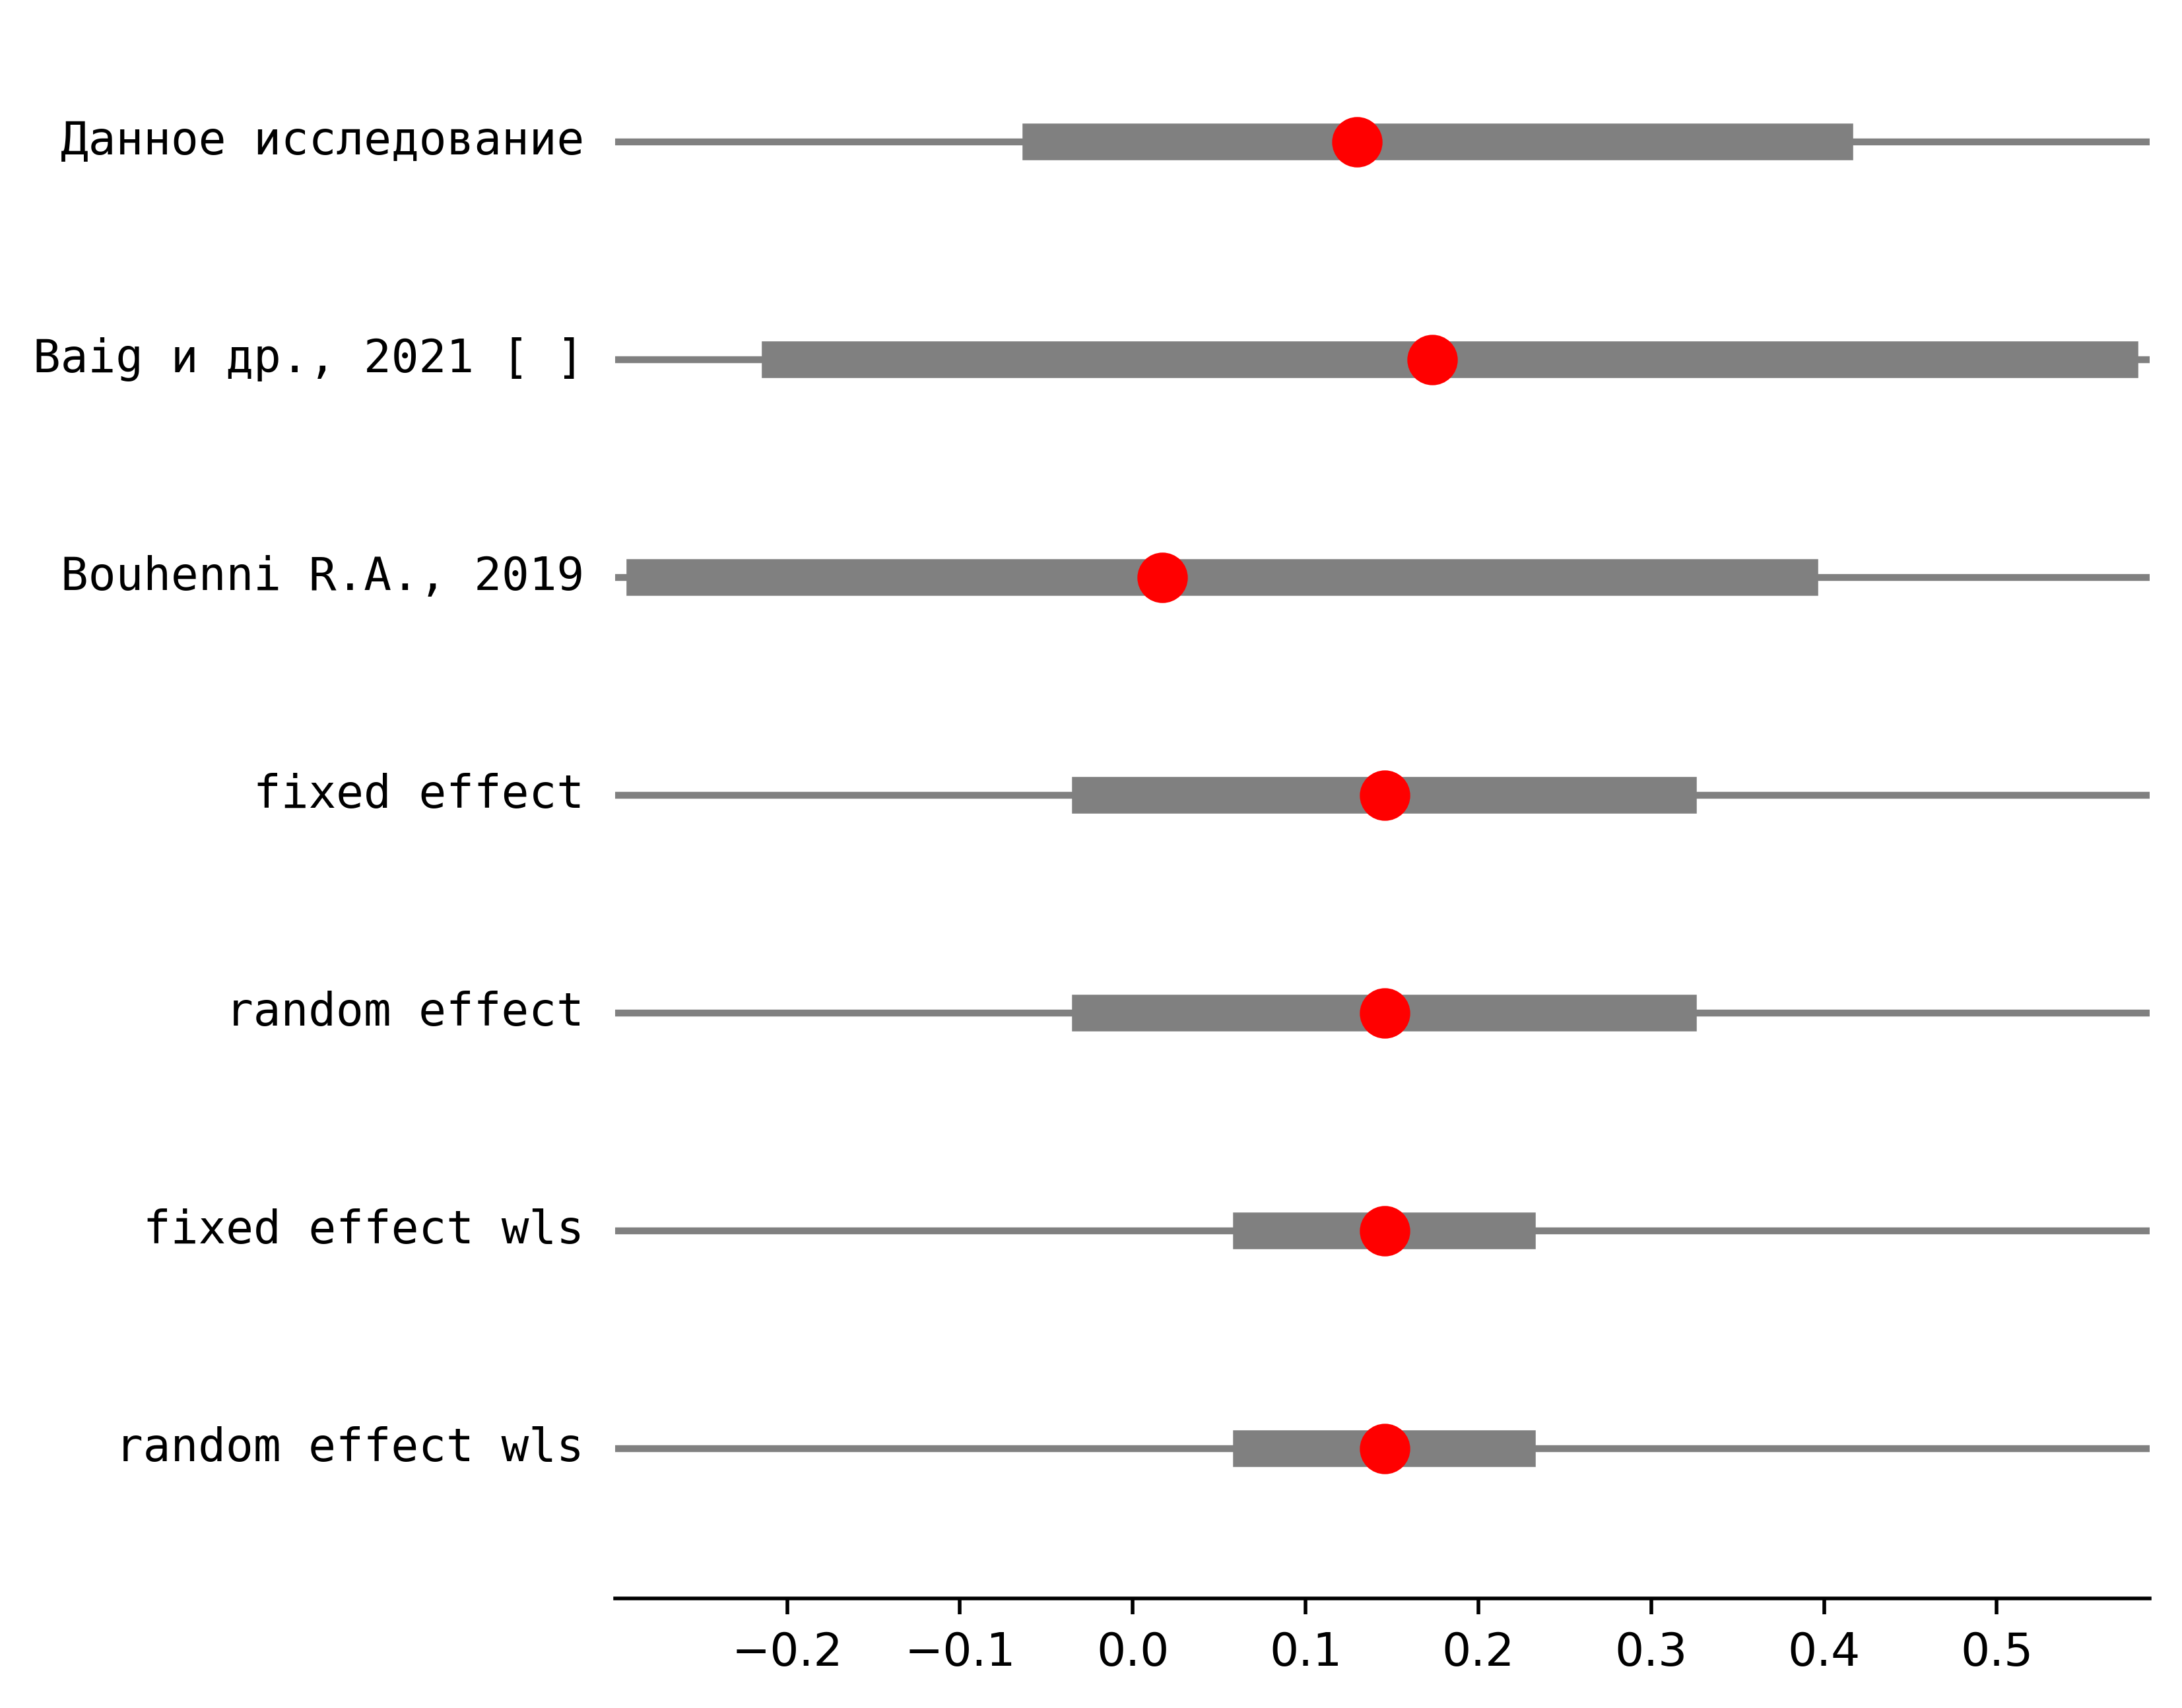 Данное исследование
Baig и др., 2021 [ ]
Bouhenni R.A., 2019
fixed effect
random effect
fixed effect wls
random effect wls
−0.2 −0.1 0.0 0.1 0.2 0.3 0.4 0.5